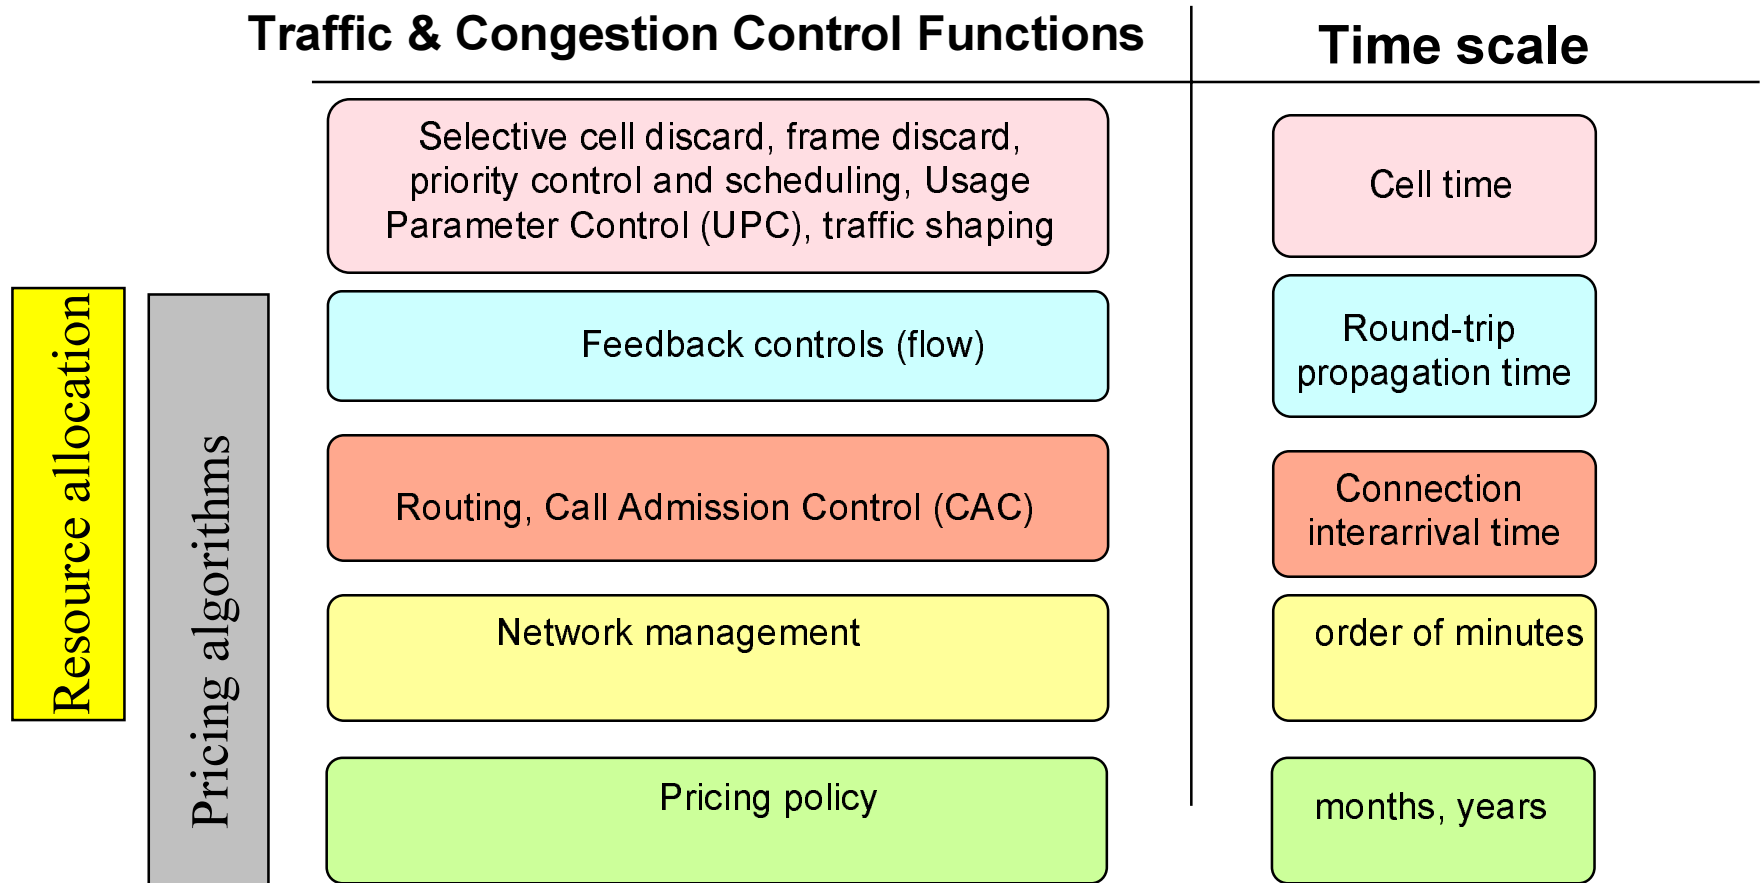 Traffic & Congestion Control Functions
Time scale
Selective cell discard, frame discard,
priority control and scheduling, Usage
Parameter Control (UPC), traffic shaping
Cell time
Resource allocation
Pricing algorithms
Feedback controls (flow)
Round-trip
propagation time
Routing, Call Admission Control (CAC)
Connection
interarrival time
Network management
order of minutes
Pricing policy
months, years